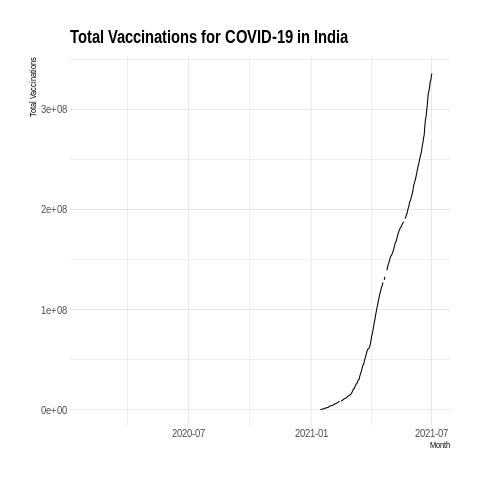 Total Vaccinations for COVID-19 in India
Total Vaccinations
3e+08
2e+08
1e+08
0e+00
2020-07 2021-01 2021-07
Month